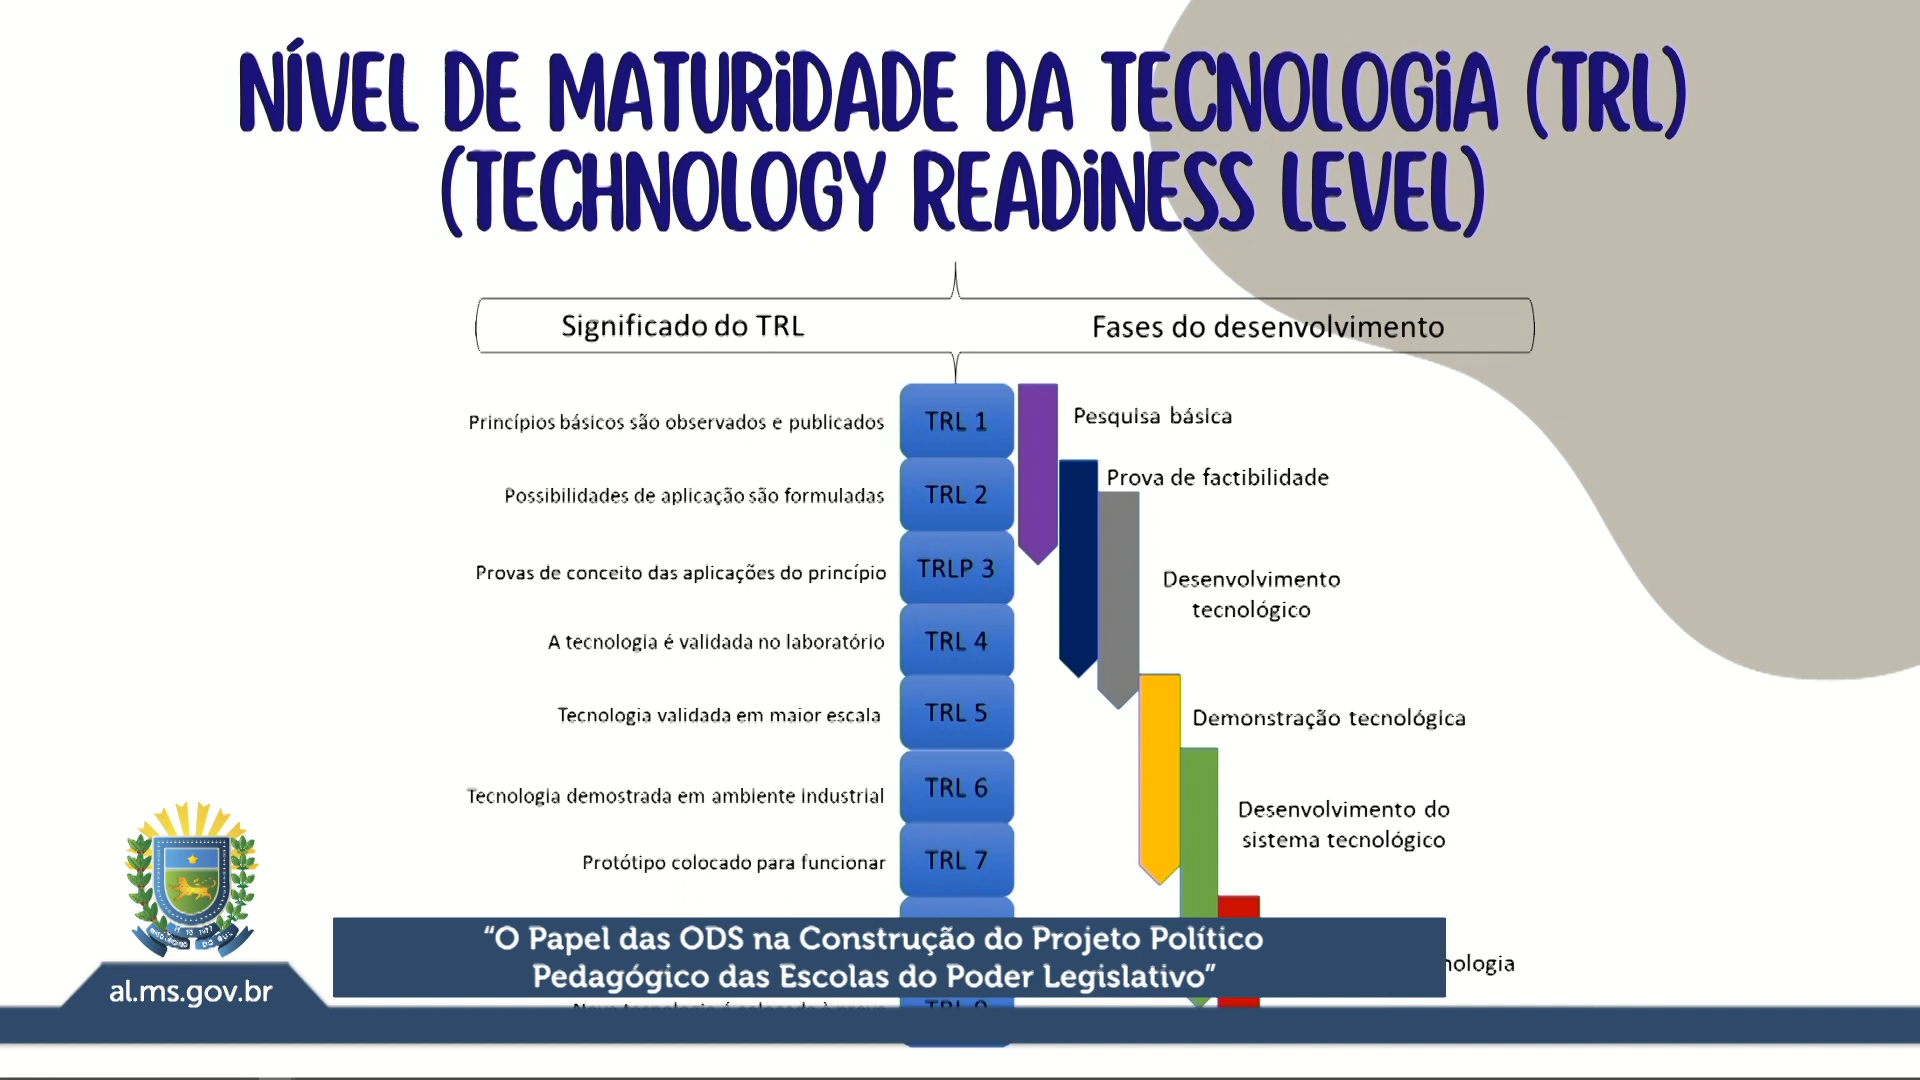 NÍVEL DE MATURIDADE DA TECNOLOGIA (TRL)
(TECHNOLOGY READINESS LEVEL)
Significado do TRL
Fases do desenvolvimento
Princípios básicos são observados e publicados
TRL 1
Pesquisa básica
Possibilidades de aplicação são formuladas
TRL 2
Prova de factibilidade
Provas de conceito das aplicações do princípio
TRLP 3
Desenvolvimento
tecnológico
A tecnologia é validada no laboratório
TRL 4
Tecnologia validada em maior escala
TRL 5
Demonstração tecnológica
Tecnologia demostrada em ambiente industrial
TRL 6
Desenvolvimento do
sistema tecnológico
Protótipo colocado para funcionar
TRL 7
“O Papel das ODS na Construção do Projeto Político
Pedagógico das Escolas do Poder Legislativo”
al.ms.gov.br